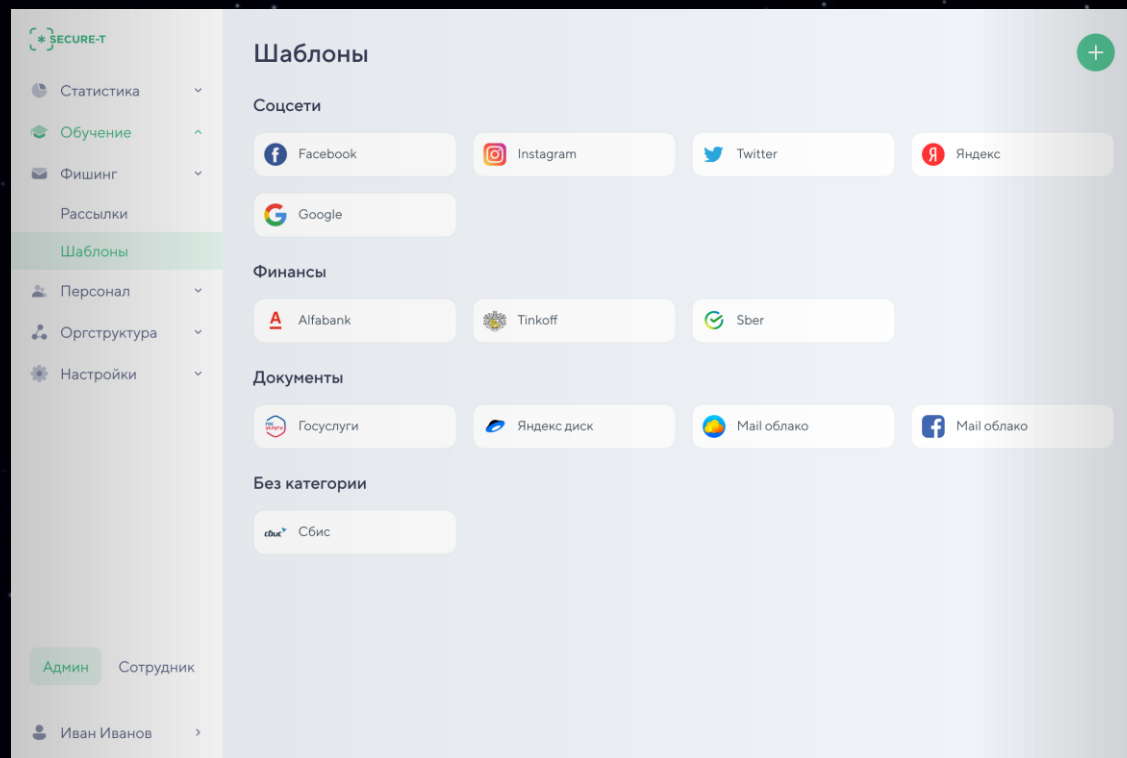 SECURE-T
Статистика
Обучение
Фишинг
Рассылки
Шаблоны
Персонал
Оргструктура
Настройки
Админ Сотрудник
Иван Иванов
Шаблоны
Соцсети
Facebook Instagram Twitter Яндекс
Google
Финансы
Alfabank Tinkoff Sber
Документы
Госуслуги Яндекс диск Mail облако Mail облако
Без категории
сбис Сбис